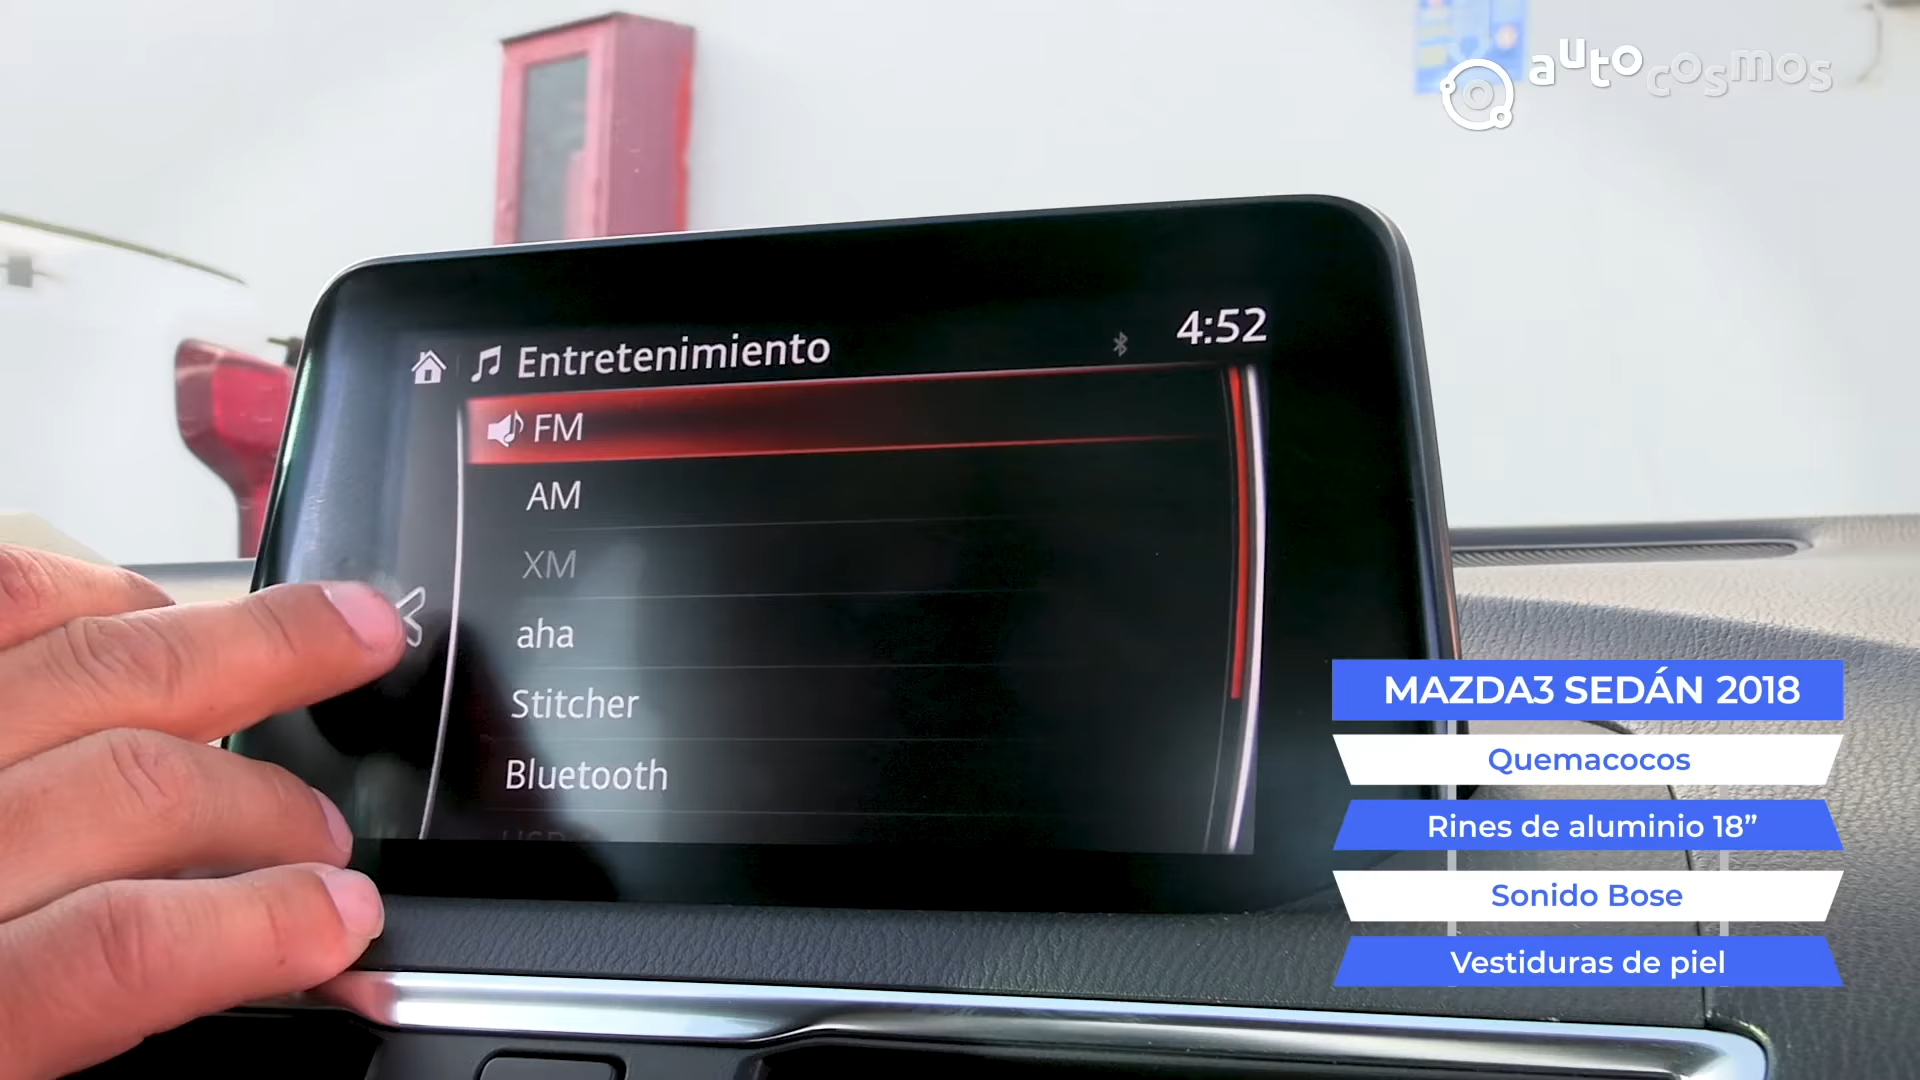 autocosmos
Entretenimiento
4:52
FM
AM
XM
aha
Stitcher
Bluetooth
MAZDA3 SEDÁN 2018
Quemacocos
Rines de aluminio 18”
Sonido Bose
Vestiduras de piel